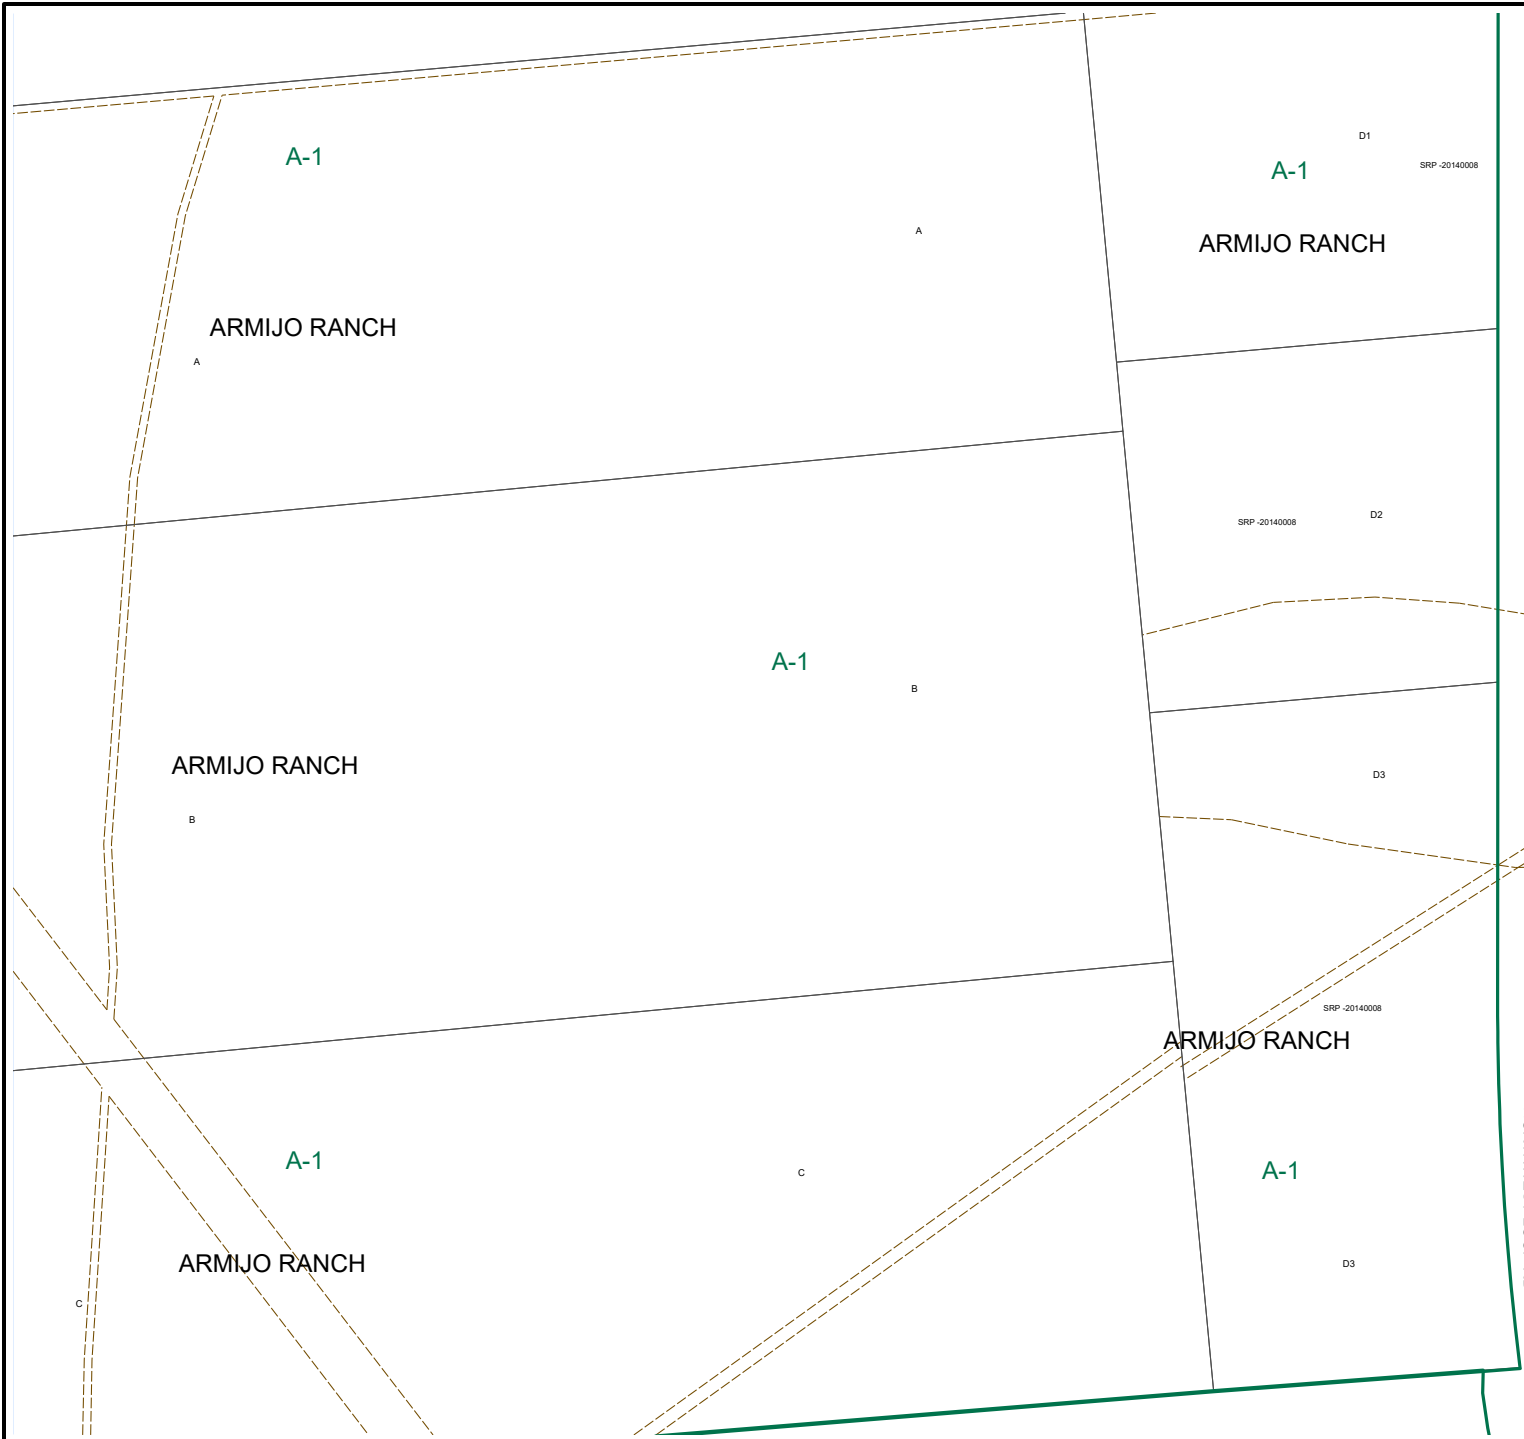 D1
A-1
SRP -20140008
A-1
A
ARMIJO RANCH
ARMIJO RANCH
A
SRP -20140008
D2
A-1
B
ARMIJO RANCH
D3
B
SRP -20140008
ARMIJO RANCH
A-1
C
A-1
ARMIJO RANCH
D3
C